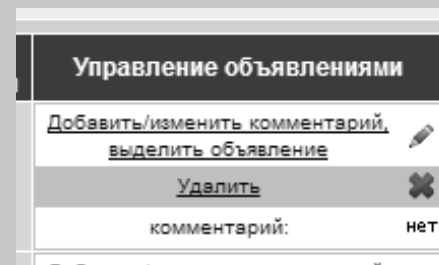 Управление объявлениями
Добавить/изменить комментарий,
выделить объявление
Удалить
комментарий: нет